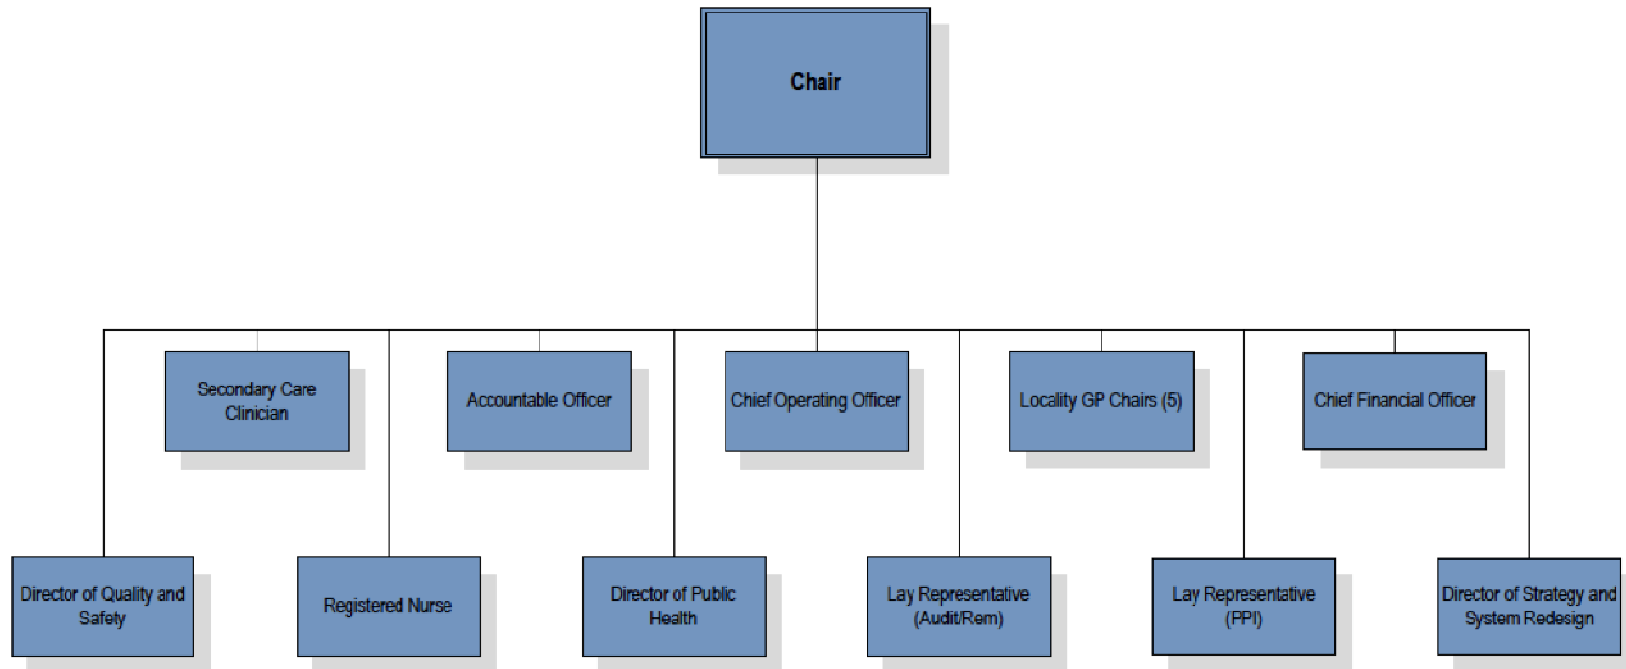 Chair
Secondary Care
Clinician
Accountable Officer
Chief Operating Officer
Locality GP Chairs (5)
Chief Financial Officer
Director of Quality and
Safety
Registered Nurse
Director of Public
Health
Lay Representative
(Audit/Rem)
Lay Representative
(PPI)
Director of Strategy and
System Redesign